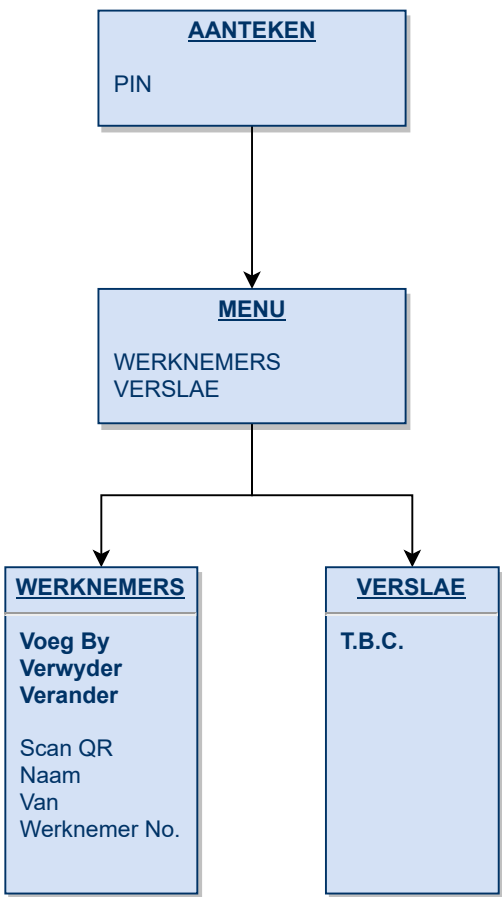 AANTEKEN
PIN
MENU
WERKNEMERS
VERSLAE
WERKNEMERS
Voeg By
Verwyder
Verander
Scan QR
Naam
Van
Werknemer No.
VERSLAE
T.B.C.